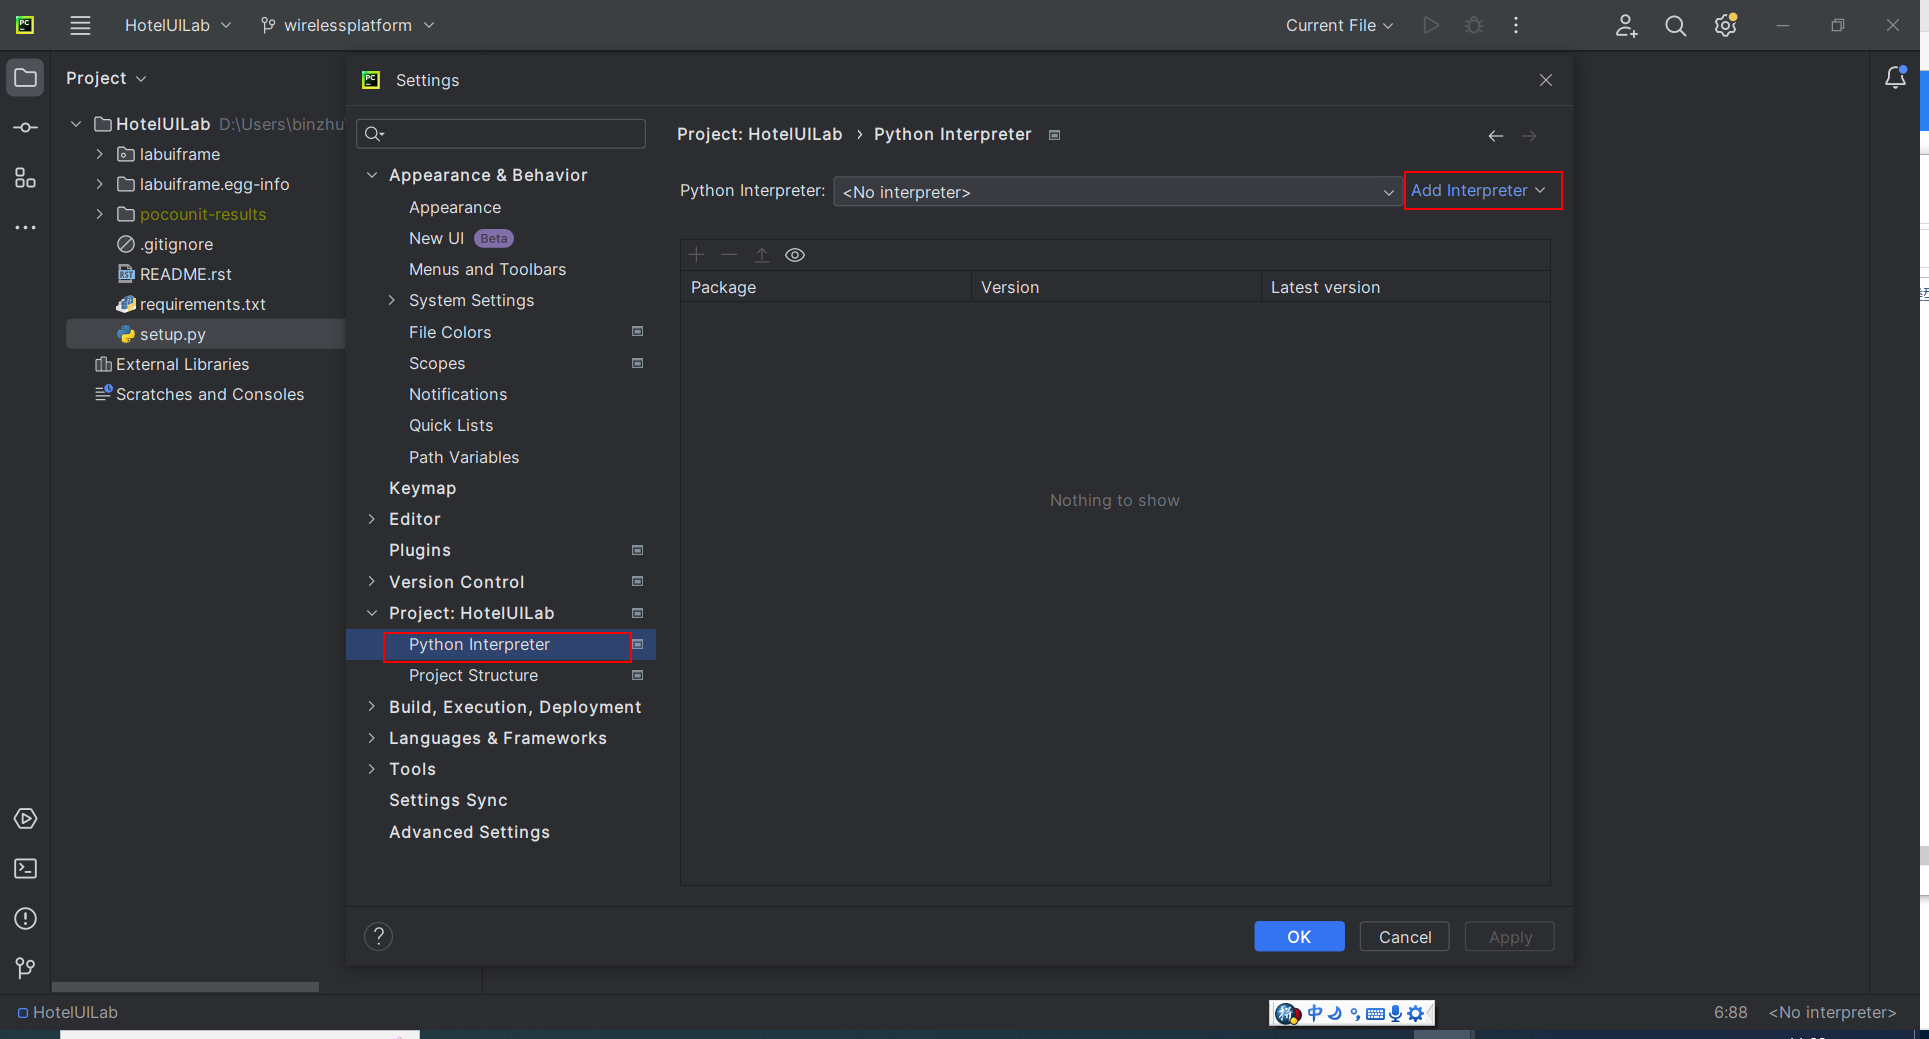 HotelUILab
wirelessplatform
Current File
Project
HotelUILab D:\Users\binzhu
labuiframe
labuiframe.egg-info
pocounit-results
.gitignore
README.rst
requirements.txt
setup.py
External Libraries
Scratches and Consoles
Settings
Appearance & Behavior
Appearance
New UI Beta
Menus and Toolbars
System Settings
File Colors
Scopes
Notifications
Quick Lists
Path Variables
Keymap
Editor
Plugins
Version Control
Project: HotelUILab
Python Interpreter
Project Structure
Build, Execution, Deployment
Languages & Frameworks
Tools
Settings Sync
Advanced Settings
Project: HotelUILab › Python Interpreter
Python Interpreter: <No interpreter> Add Interpreter
Package Version Latest version
Nothing to show
? OK Cancel Apply
HotelUILab
中
6:88 <No interpreter>